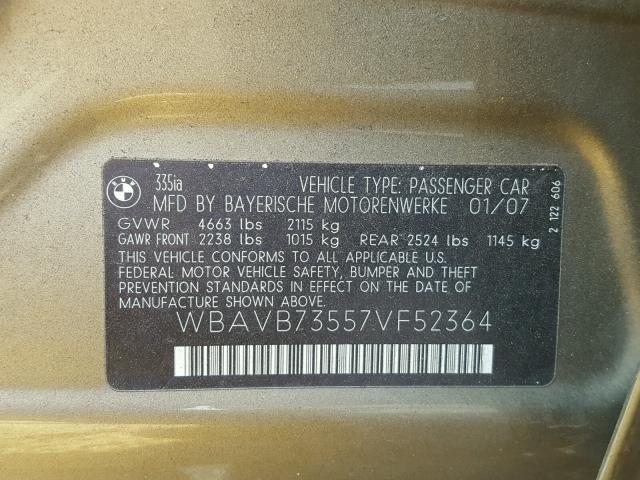 BMW
335ia VEHICLE TYPE: PASSENGER CAR
MFD BY BAYERISCHE MOTORENWERKE 01/07
GVWR 4663 lbs 2115 kg
GAWR FRONT 2238 lbs 1015 kg REAR 2524 lbs 1145 kg
THIS VEHICLE CONFORMS TO ALL APPLICABLE U.S.
FEDERAL MOTOR VEHICLE SAFETY, BUMPER AND THEFT
PREVENTION STANDARDS IN EFFECT ON THE DATE OF
MANUFACTURE SHOWN ABOVE.
WBAVB73557VF52364
2 122 606